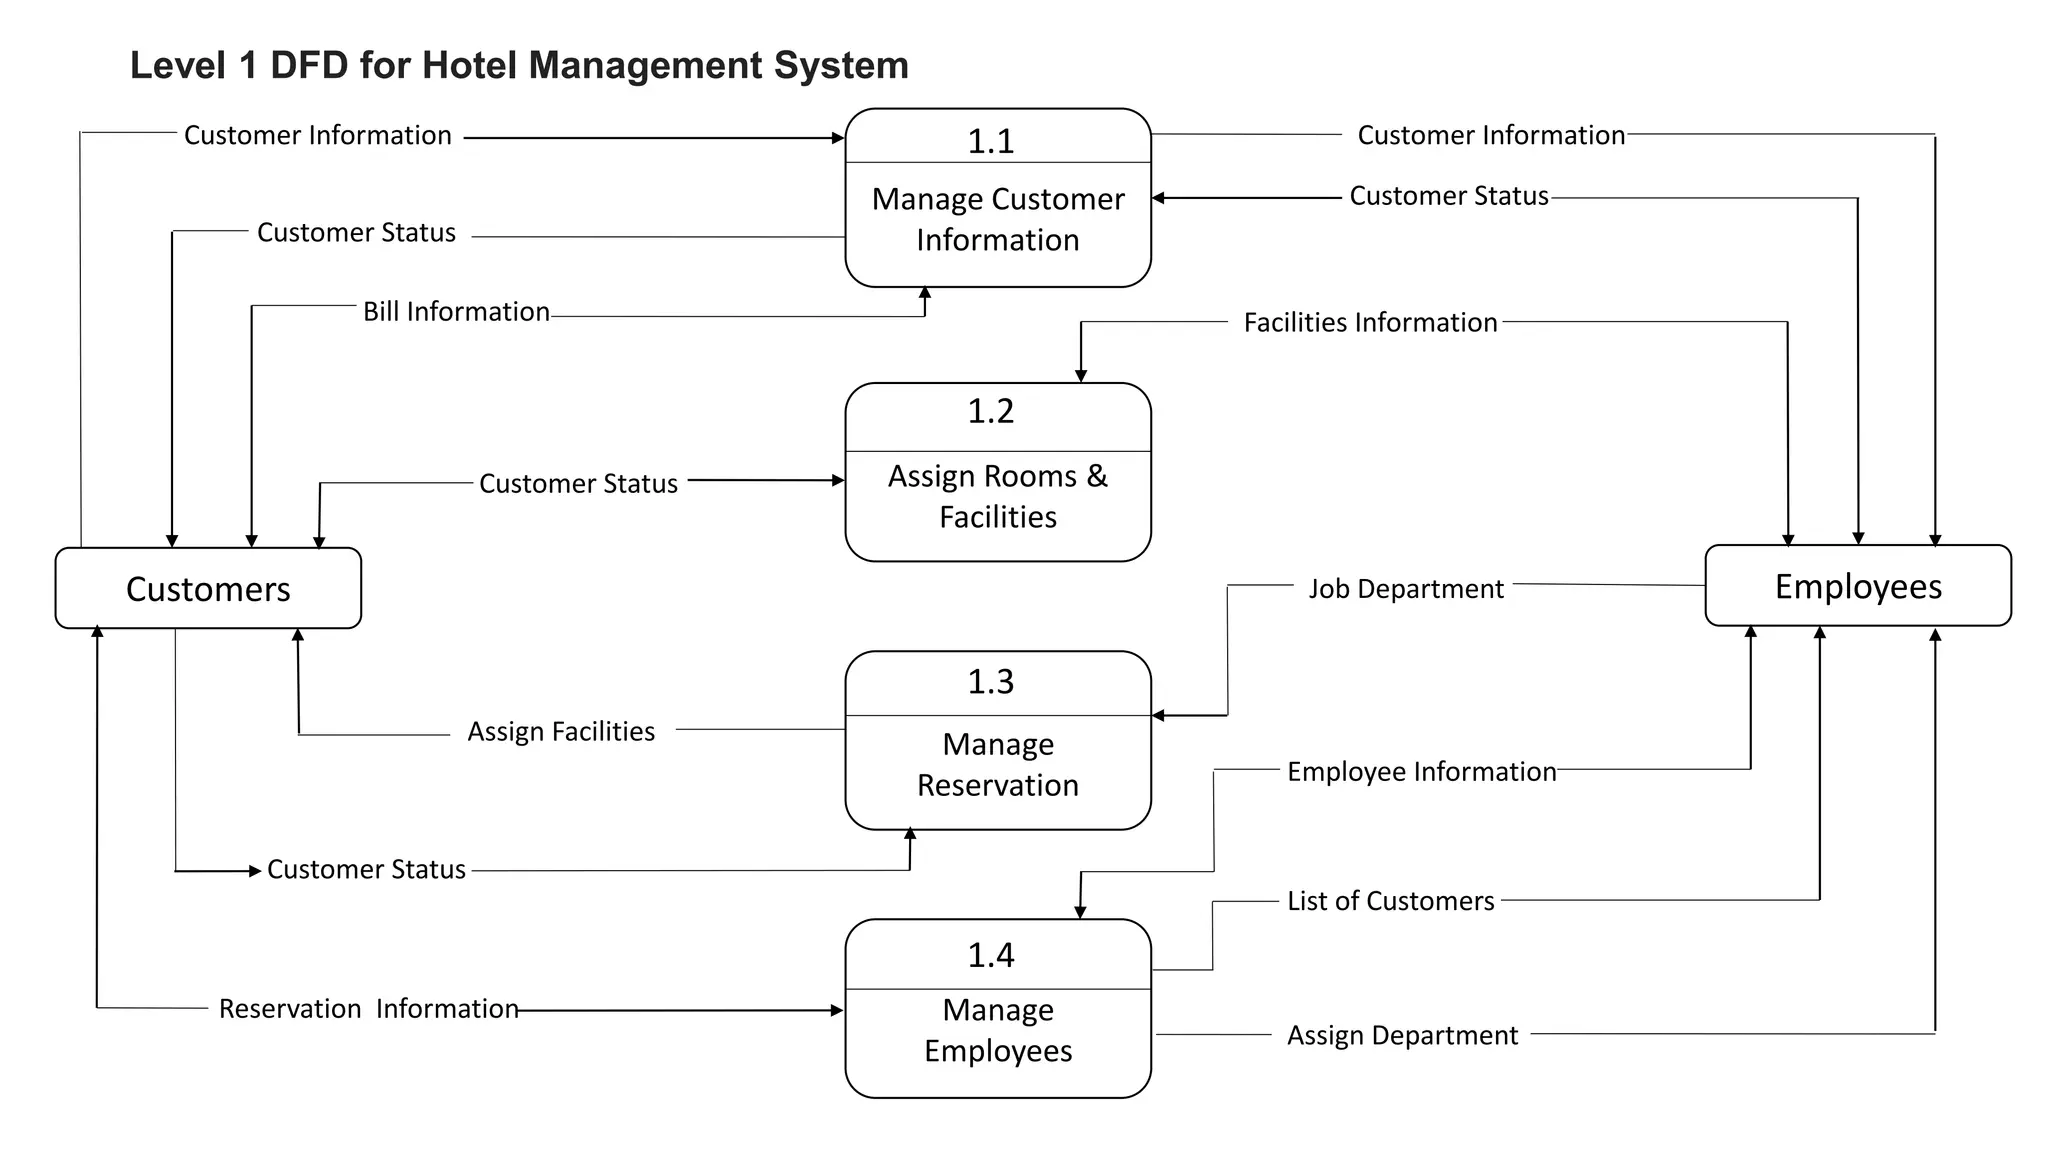 Level 1 DFD for Hotel Management System
Customer Information
1.1
Manage Customer
Information
Customer Information
Customer Status
Customer Status
Bill Information
Facilities Information
1.2
Assign Rooms &
Facilities
Customer Status
Customers
Employees
Job Department
1.3
Manage
Reservation
Assign Facilities
Employee Information
Customer Status
List of Customers
1.4
Manage
Employees
Reservation  Information
Assign Department